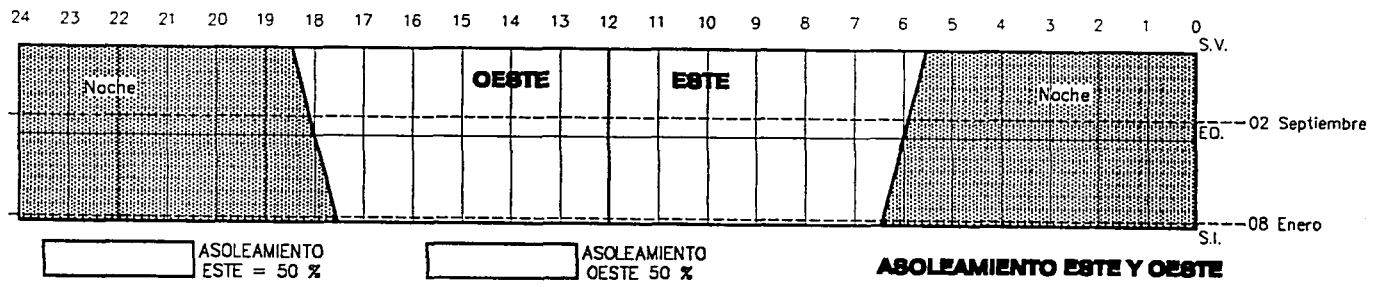 24 23 22 21 20 19 18 17 16 15 14 13 12 11 10 9 8 7 6 5 4 3 2 1 0
S.V.
Noche OESTE ESTE Noche
02 Septiembre
EO.
08 Enero
S.I.
ASOLEAMIENTO
ESTE = 50 %
ASOLEAMIENTO
OESTE 50 %
ASOLEAMIENTO ESTE Y OESTE